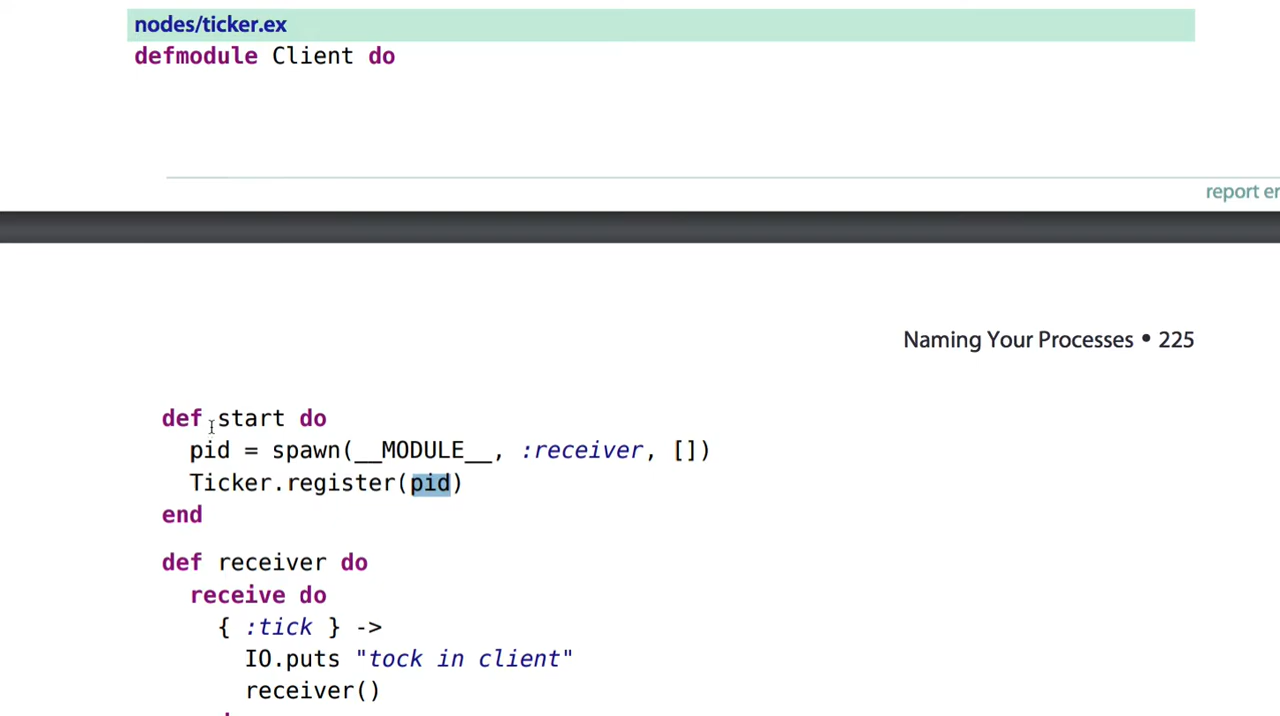 nodes/ticker.ex
defmodule Client do
report er
Naming Your Processes • 225
def start do
pid = spawn(__MODULE__, :receiver, [])
Ticker.register(pid)
end
def receiver do
receive do
{ :tick } ->
IO.puts "tock in client"
receiver()